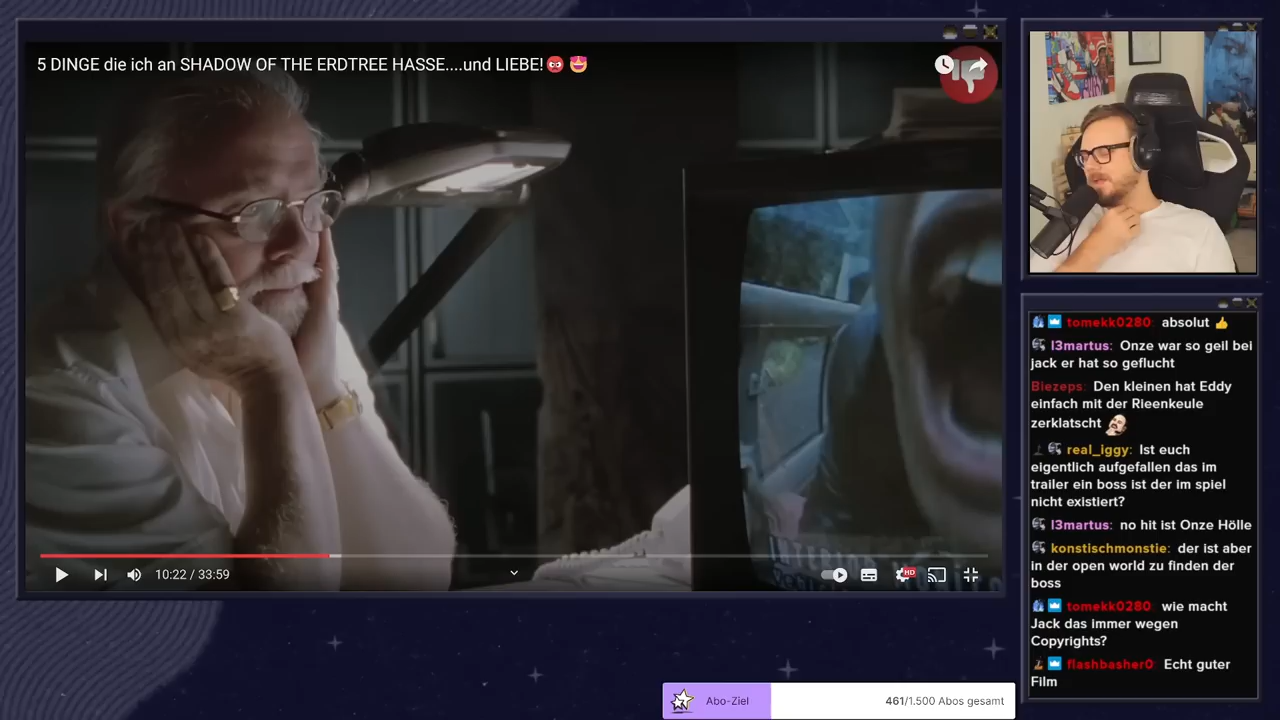 5 DINGE die ich an SHADOW OF THE ERDTREE HASSE....und LIEBE!
10:22 / 33:59
HD
tomekk0280: absolut
l3martus: Onze war so geil bei
jack er hat so geflucht
Biezeps: Den kleinen hat Eddy
einfach mit der Rieenkeule
zerklatscht
real_iggy: Ist euch
eigentlich aufgefallen das im
trailer ein boss ist der im spiel
nicht existiert?
l3martus: no hit ist Onze Hölle
konstischmonstie: der ist aber
in der open world zu finden der
boss
tomekk0280: wie macht
Jack das immer wegen
Copyrights?
flashbasher0 Echt guter
Film
Abo-Ziel
461/1.500 Abos gesamt